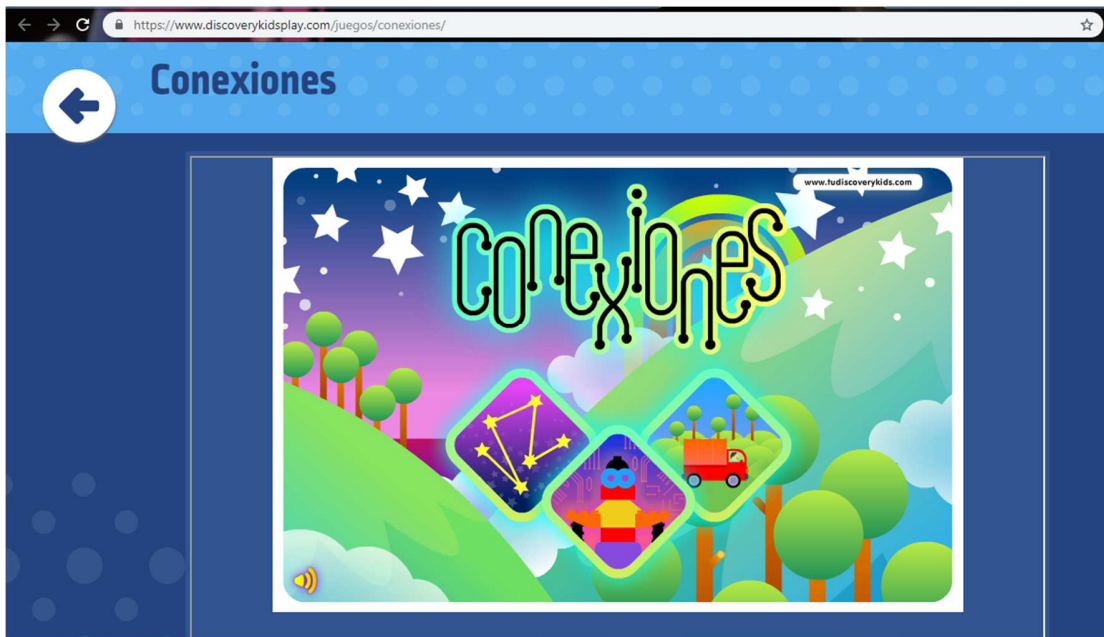 https://www.discoverykidsplay.com/juegos/conexiones/
Conexiones
www.tudiscoverykids.com
conexiones